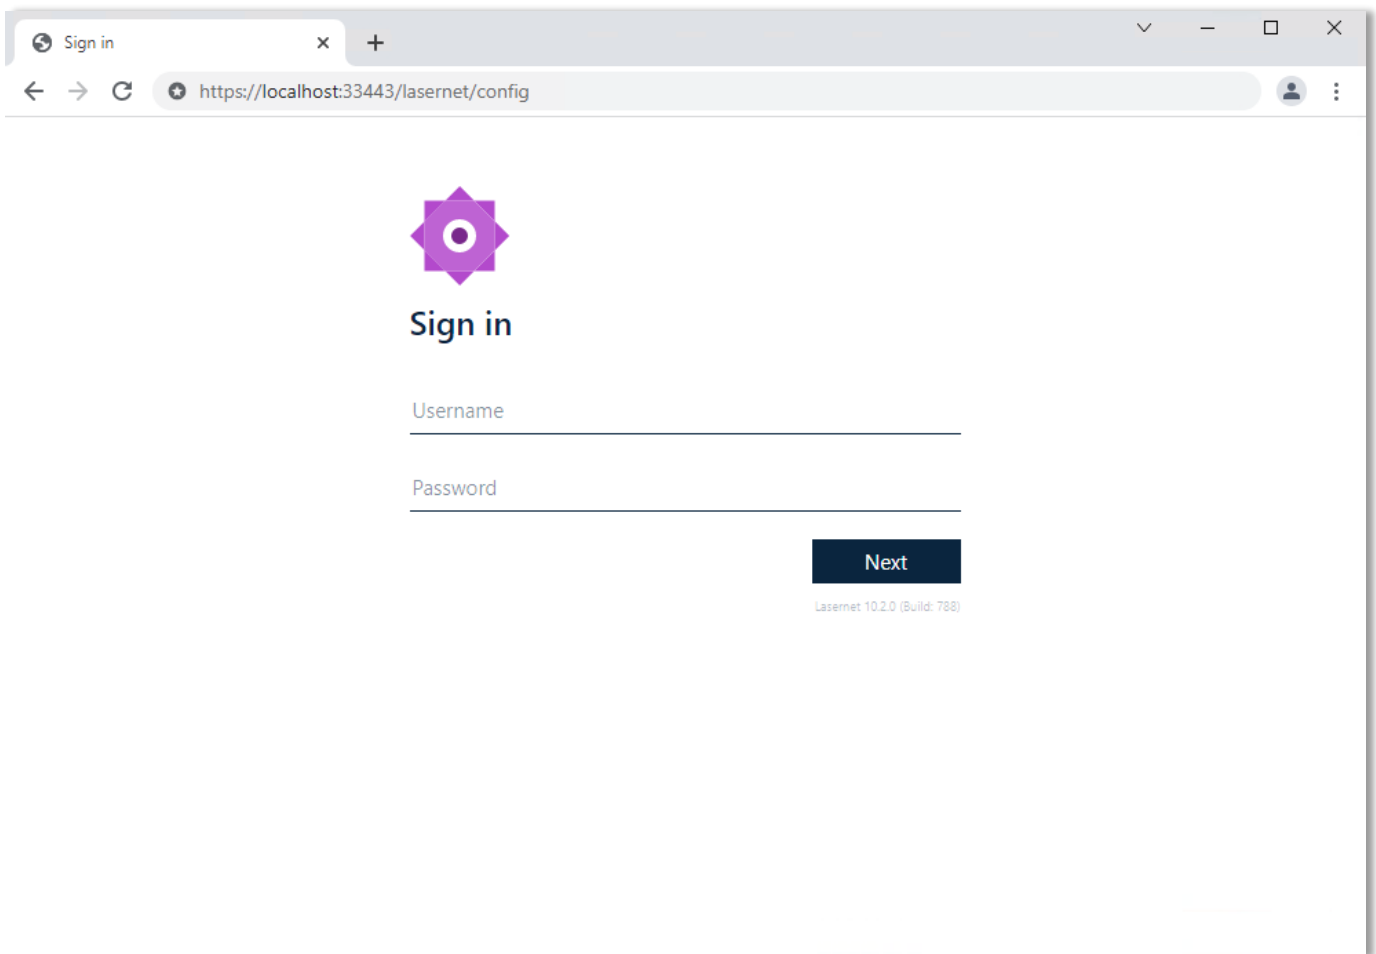 Sign in
https://localhost:33443/lasernet/config
Sign in
Username
Password
Next
Lasernet 10.2.0 (Build: 788)